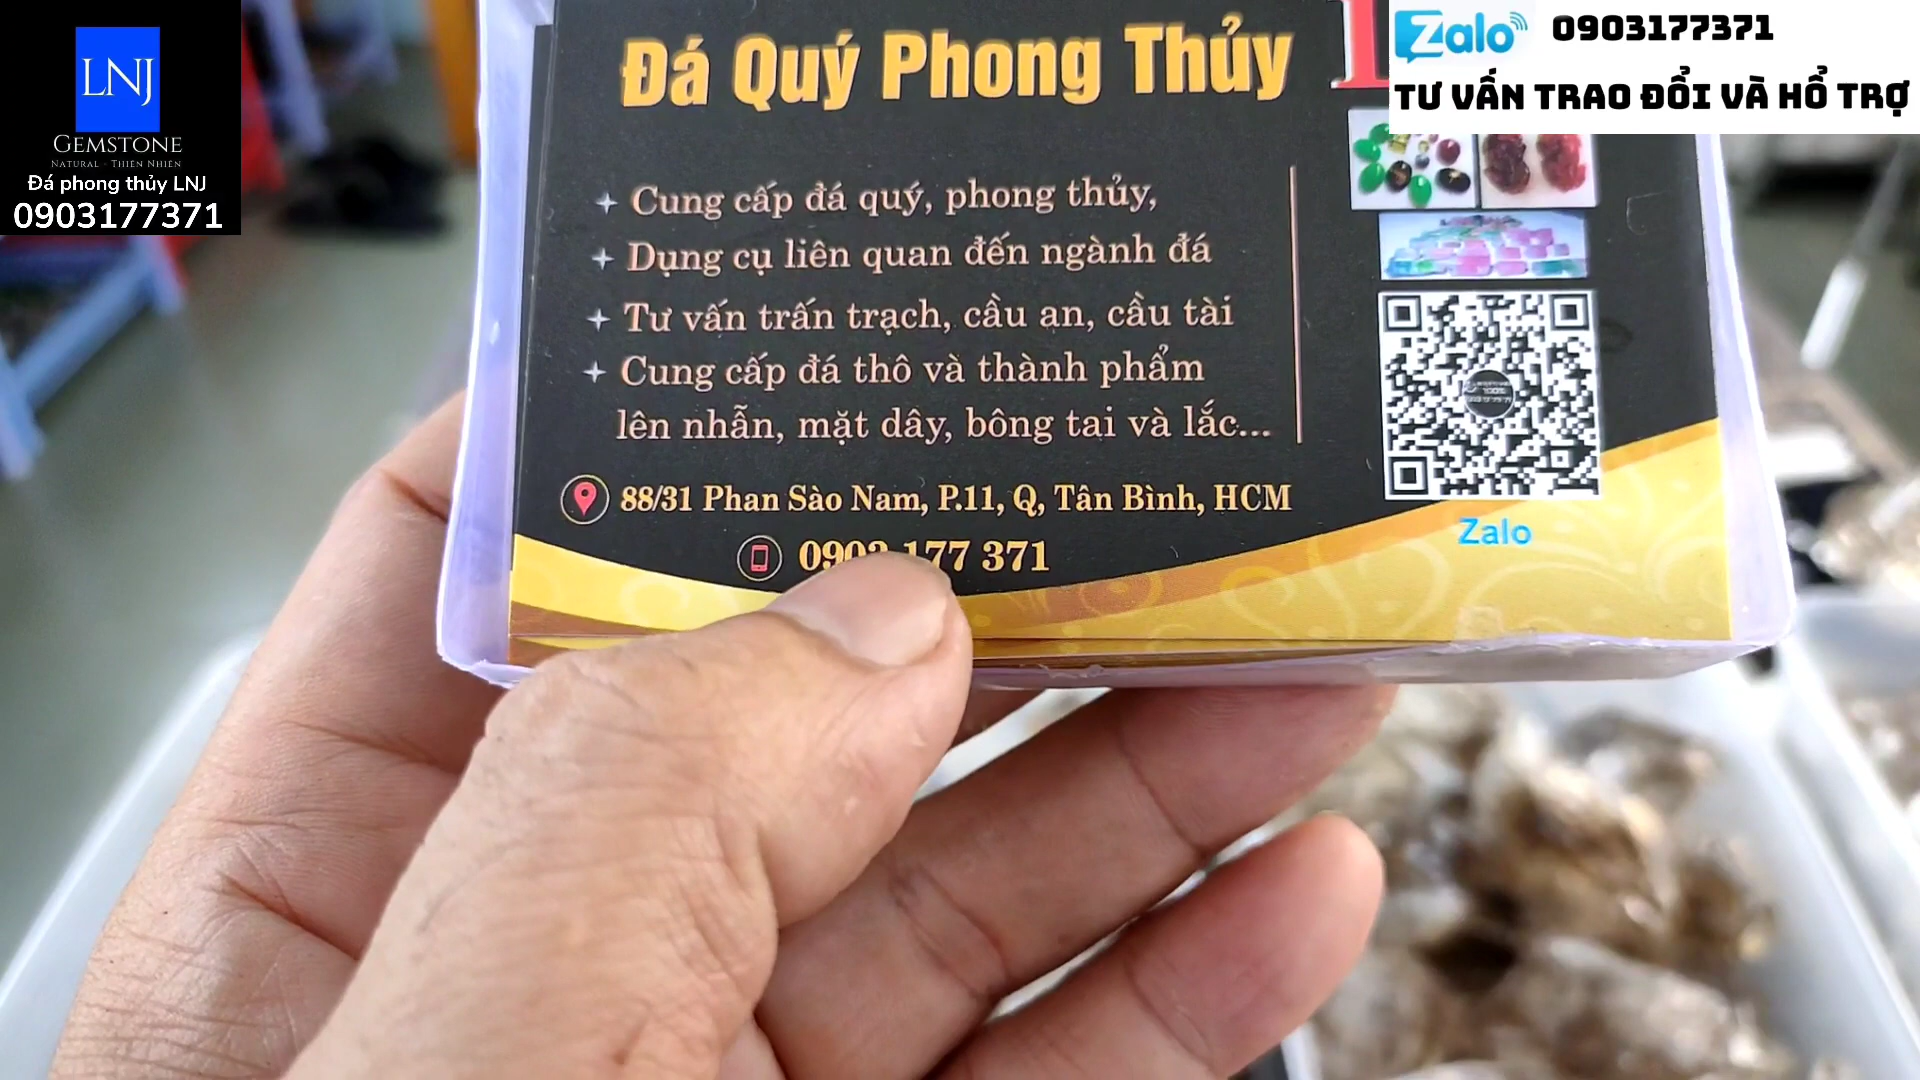 LNJ
GEMSTONE
NATURAL - THIÊN NHIÊN
Đá phong thủy LNJ
0903177371
Zalo 0903177371
TƯ VẤN TRAO ĐỔI VÀ HỔ TRỢ
Đá Quý Phong Thủy
Cung cấp đá quý, phong thủy,
Dụng cụ liên quan đến ngành đá
Tư vấn trấn trạch, cầu an, cầu tài
Cung cấp đá thô và thành phẩm
lên nhẫn, mặt dây, bông tai và lắc...
88/31 Phan Sào Nam, P.11, Q, Tân Bình, HCM
0903 177 371
Zalo